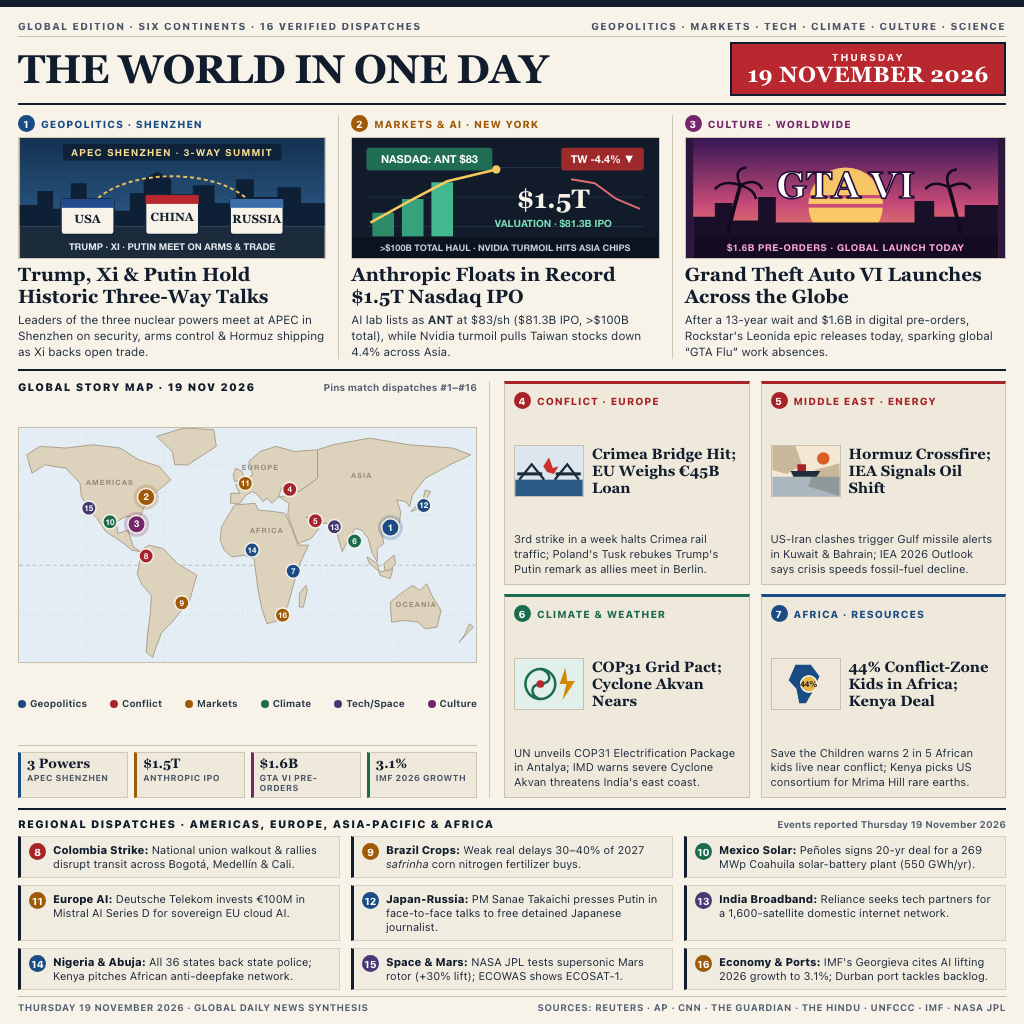 GLOBAL EDITION · SIX CONTINENTS · 16 VERIFIED DISPATCHES
GEOPOLITICS · MARKETS · TECH · CLIMATE · CULTURE · SCIENCE
THE WORLD IN ONE DAY
THURSDAY
19 NOVEMBER 2026
1 GEOPOLITICS · SHENZHEN
APEC SHENZHEN · 3-WAY SUMMIT
USA
CHINA
RUSSIA
TRUMP · XI · PUTIN MEET ON ARMS & TRADE
Trump, Xi & Putin Hold
Historic Three-Way Talks
Leaders of the three nuclear powers meet at APEC in
Shenzhen on security, arms control & Hormuz shipping
as Xi backs open trade.
2 MARKETS & AI · NEW YORK
NASDAQ: ANT $83
TW -4.4% ▼
$1.5T
VALUATION · $81.3B IPO
>$100B TOTAL HAUL · NVIDIA TURMOIL HITS ASIA CHIPS
Anthropic Floats in Record
$1.5T Nasdaq IPO
AI lab lists as ANT at $83/sh ($81.3B IPO, >$100B
total), while Nvidia turmoil pulls Taiwan stocks down
4.4% across Asia.
3 CULTURE · WORLDWIDE
GTA VI
$1.6B PRE-ORDERS · GLOBAL LAUNCH TODAY
Grand Theft Auto VI Launches
Across the Globe
After a 13-year wait and $1.6B in digital pre-orders,
Rockstar's Leonida epic releases today, sparking global
“GTA Flu” work absences.
GLOBAL STORY MAP · 19 NOV 2026
Pins match dispatches #1–#16
EUROPE
ASIA
AMERICAS
11
4
2
15
12
10
3
5
13
1
AFRICA
6
14
8
7
9
OCEANIA
16
Geopolitics
Conflict
Markets
Climate
Tech/Space
Culture
3 Powers
APEC SHENZHEN
$1.5T
ANTHROPIC IPO
$1.6B
GTA VI PRE-
ORDERS
3.1%
IMF 2026 GROWTH
4 CONFLICT · EUROPE
Crimea Bridge Hit;
EU Weighs €45B
Loan
3rd strike in a week halts Crimea rail
traffic; Poland's Tusk rebukes Trump's
Putin remark as allies meet in Berlin.
5 MIDDLE EAST · ENERGY
Hormuz Crossfire;
IEA Signals Oil
Shift
US-Iran clashes trigger Gulf missile alerts
in Kuwait & Bahrain; IEA 2026 Outlook
says crisis speeds fossil-fuel decline.
6 CLIMATE & WEATHER
COP31 Grid Pact;
Cyclone Akvan
Nears
UN unveils COP31 Electrification Package
in Antalya; IMD warns severe Cyclone
Akvan threatens India's east coast.
7 AFRICA · RESOURCES
44%
44% Conflict-Zone
Kids in Africa;
Kenya Deal
Save the Children warns 2 in 5 African
kids live near conflict; Kenya picks US
consortium for Mrima Hill rare earths.
REGIONAL DISPATCHES · AMERICAS, EUROPE, ASIA-PACIFIC & AFRICA
Events reported Thursday 19 November 2026
8 Colombia Strike: National union walkout & rallies
disrupt transit across Bogotá, Medellín & Cali.
9 Brazil Crops: Weak real delays 30–40% of 2027
safrinha corn nitrogen fertilizer buys.
10 Mexico Solar: Peñoles signs 20-yr deal for a 269
MWp Coahuila solar-battery plant (550 GWh/yr).
11 Europe AI: Deutsche Telekom invests €100M in
Mistral AI Series D for sovereign EU cloud AI.
12 Japan-Russia: PM Sanae Takaichi presses Putin in
face-to-face talks to free detained Japanese
journalist.
13 India Broadband: Reliance seeks tech partners for
a 1,600-satellite domestic internet network.
14 Nigeria & Abuja: All 36 states back state police;
Kenya pitches African anti-deepfake network.
15 Space & Mars: NASA JPL tests supersonic Mars
rotor (+30% lift); ECOWAS shows ECOSAT-1.
16 Economy & Ports: IMF's Georgieva cites AI lifting
2026 growth to 3.1%; Durban port tackles backlog.
THURSDAY 19 NOVEMBER 2026 · GLOBAL DAILY NEWS SYNTHESIS
SOURCES: REUTERS · AP · CNN · THE GUARDIAN · THE HINDU · UNFCCC · IMF · NASA JPL